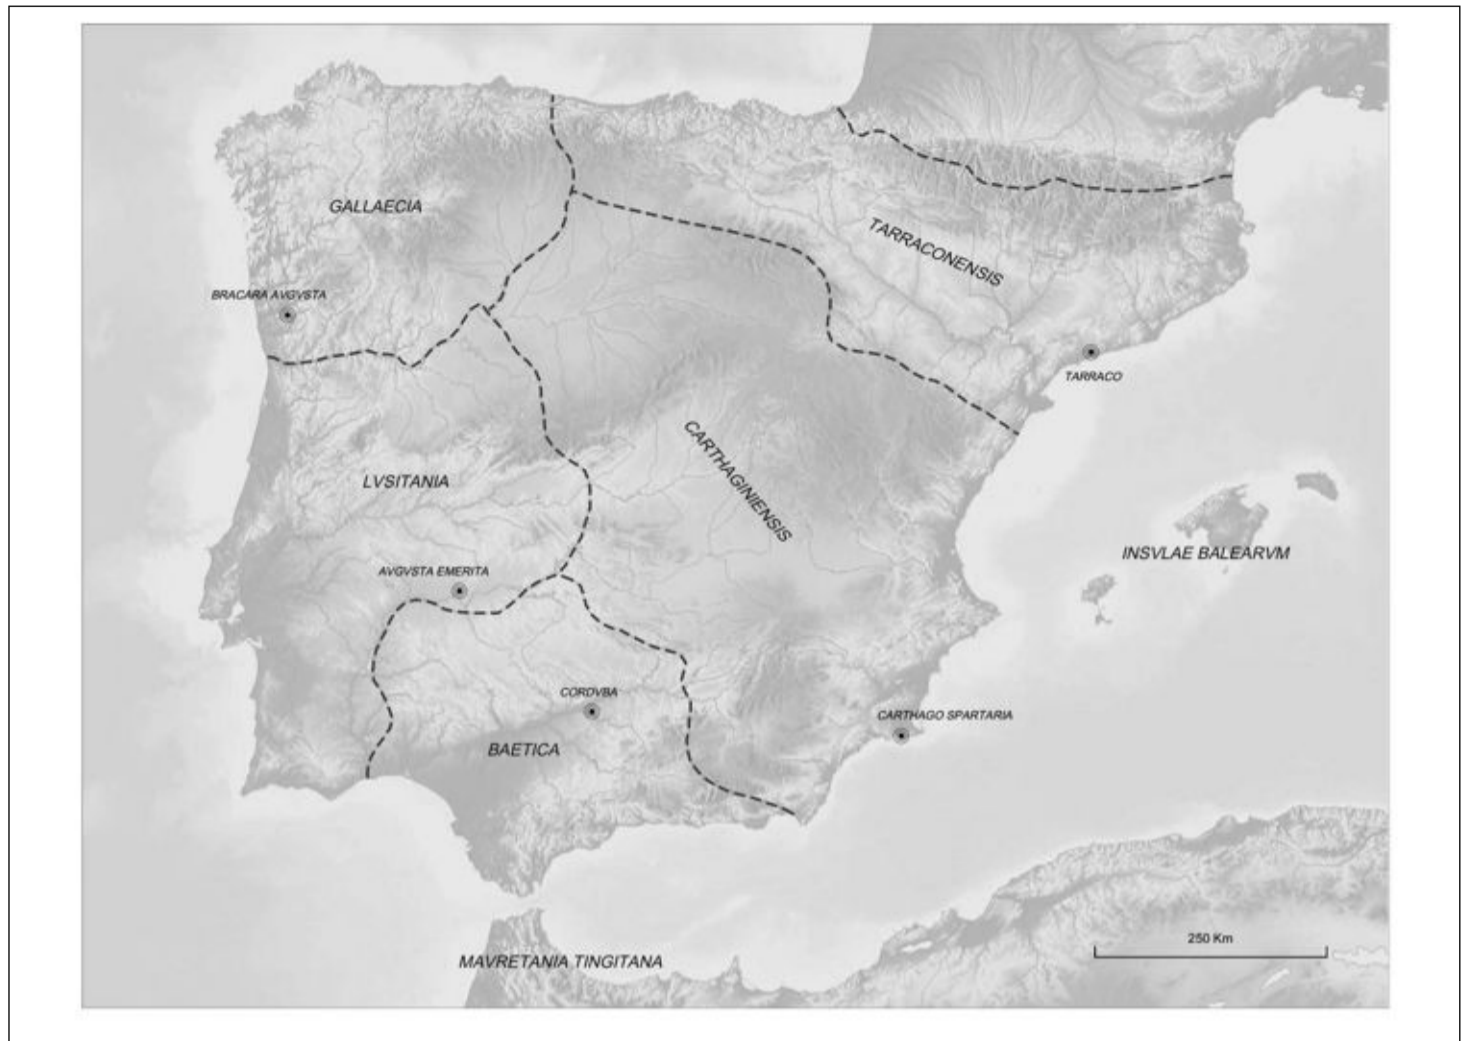 GALLAECIA
TARRACONENSIS
BRACARA AVGVSTA
TARRACO
CARTHAGINIENSIS
LVSITANIA
INSVLAE BALEARVM
AVGVSTA EMERITA
CORDVBA
CARTHAGO SPARTARIA
BAETICA
250 Km
MAVRETANIA TINGITANA